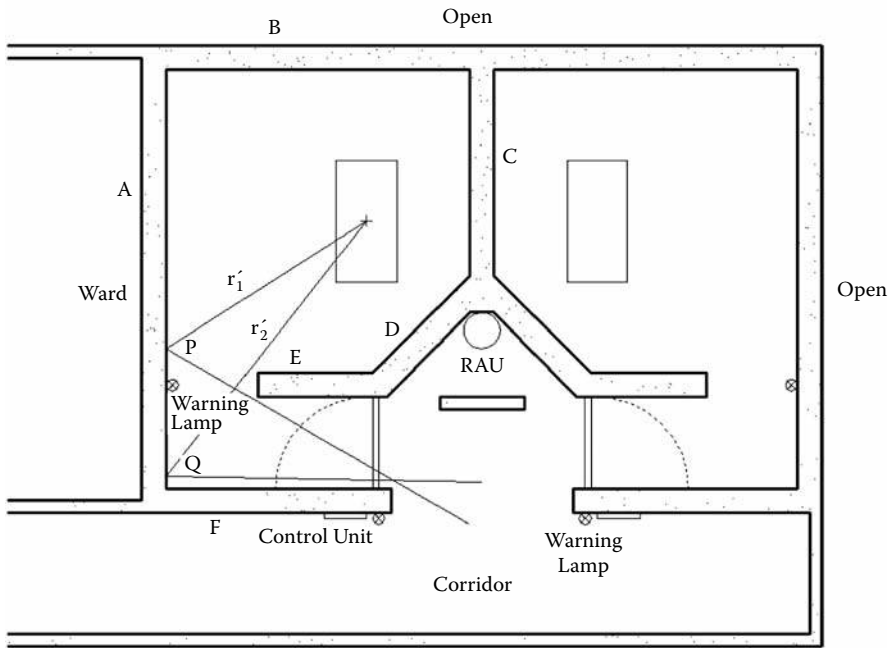 B
Open
C
A
Ward
Open
r′₁
r′₂
P
D
E
RAU
Warning
Lamp
Q
F
Control Unit
Warning
Lamp
Corridor